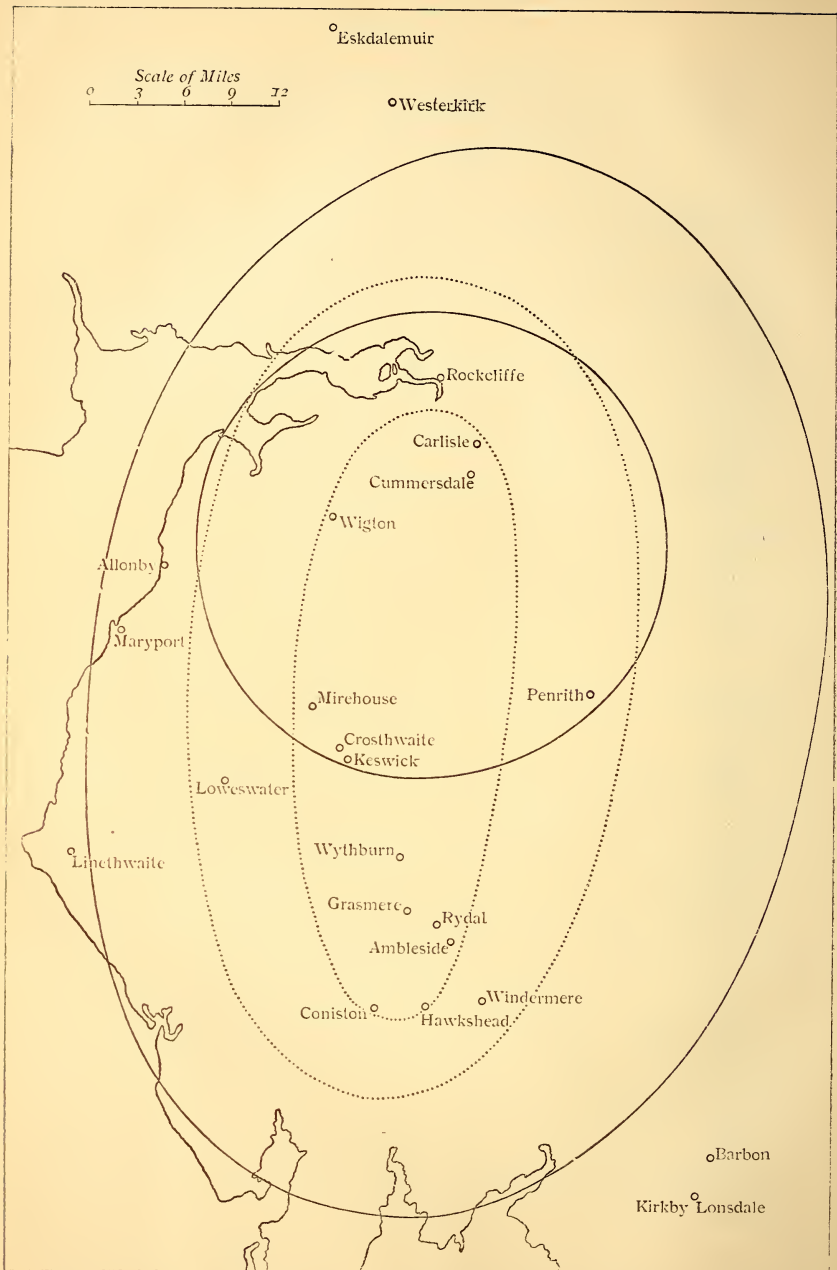 Eskdalemuir
Scale of Miles
0 3 6 9 12
Westerkirk
Rockcliffe
Carlisle
Cummersdale
Wigton
Allonby
Maryport
Mirehouse
Penrith
Crosthwaite
Keswick
Loweswater
Wythburn
Linethwaite
Grasmere
Rydal
Ambleside
Windermere
Coniston
Hawkshead
Barbon
Kirkby Lonsdale